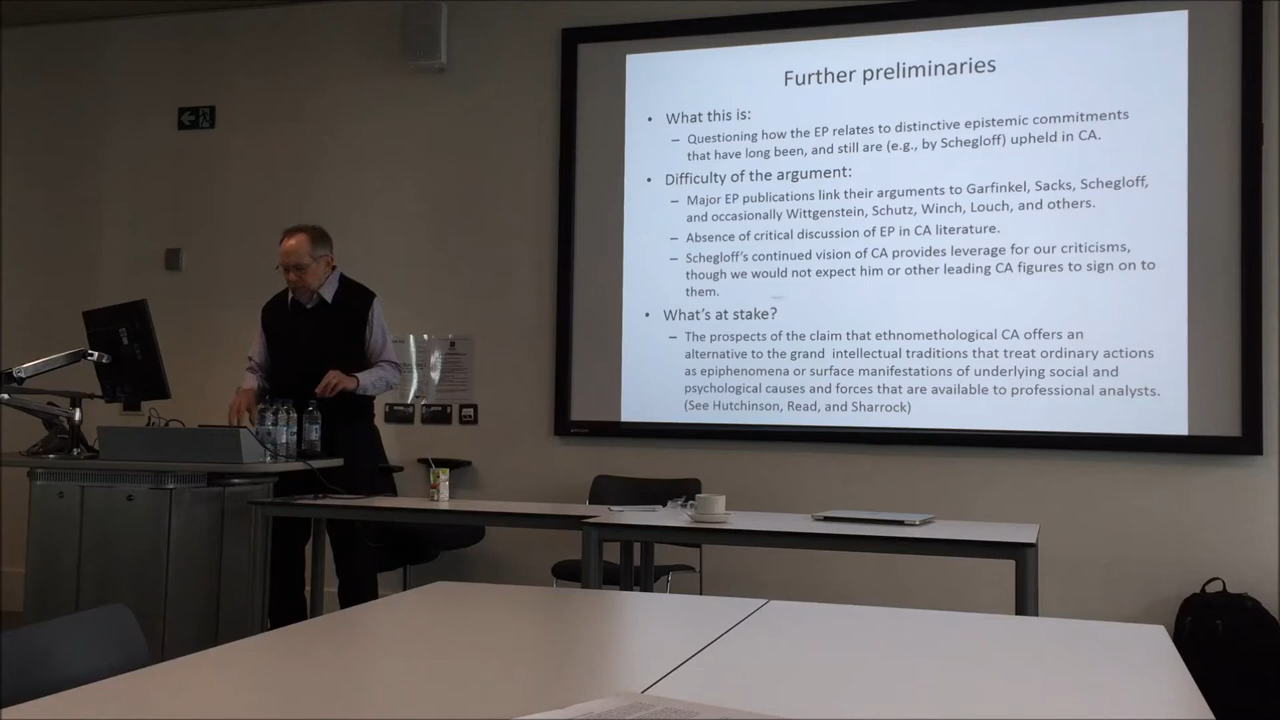 Further preliminaries
• What this is:
– Questioning how the EP relates to distinctive epistemic commitments
that have long been, and still are (e.g., by Schegloff) upheld in CA.
• Difficulty of the argument:
– Major EP publications link their arguments to Garfinkel, Sacks, Schegloff,
and occasionally Wittgenstein, Schutz, Winch, Louch, and others.
– Absence of critical discussion of EP in CA literature.
– Schegloff's continued vision of CA provides leverage for our criticisms,
though we would not expect him or other leading CA figures to sign on to
them.
• What's at stake?
– The prospects of the claim that ethnomethological CA offers an
alternative to the grand intellectual traditions that treat ordinary actions
as epiphenomena or surface manifestations of underlying social and
psychological causes and forces that are available to professional analysts.
(See Hutchinson, Read, and Sharrock)